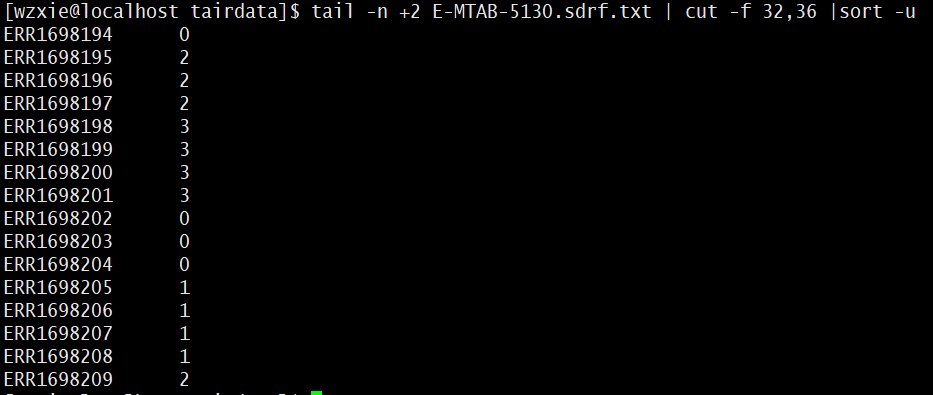 [wzxie@localhost tairdata]$ tail -n +2 E-MTAB-5130.sdrf.txt | cut -f 32,36 |sort -u
ERR1698194 0
ERR1698195 2
ERR1698196 2
ERR1698197 2
ERR1698198 3
ERR1698199 3
ERR1698200 3
ERR1698201 3
ERR1698202 0
ERR1698203 0
ERR1698204 0
ERR1698205 1
ERR1698206 1
ERR1698207 1
ERR1698208 1
ERR1698209 2